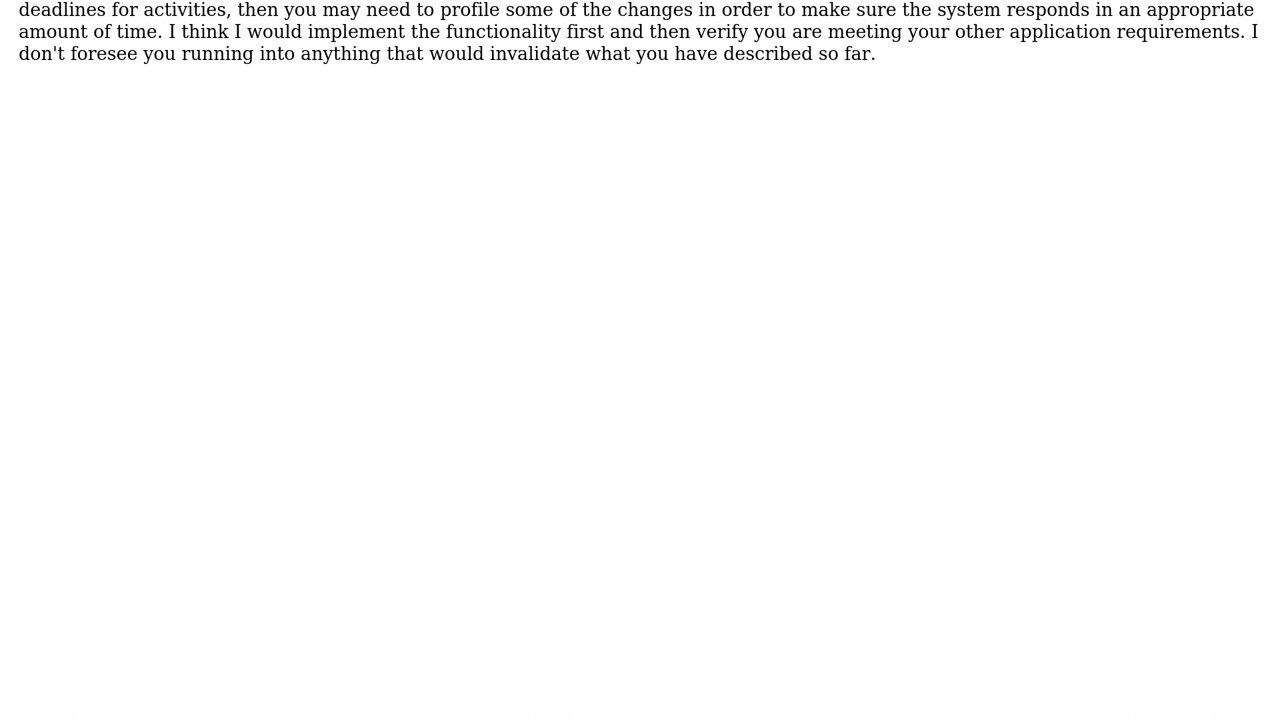 deadlines for activities, then you may need to profile some of the changes in order to make sure the system responds in an appropriate
amount of time. I think I would implement the functionality first and then verify you are meeting your other application requirements. I
don't foresee you running into anything that would invalidate what you have described so far.